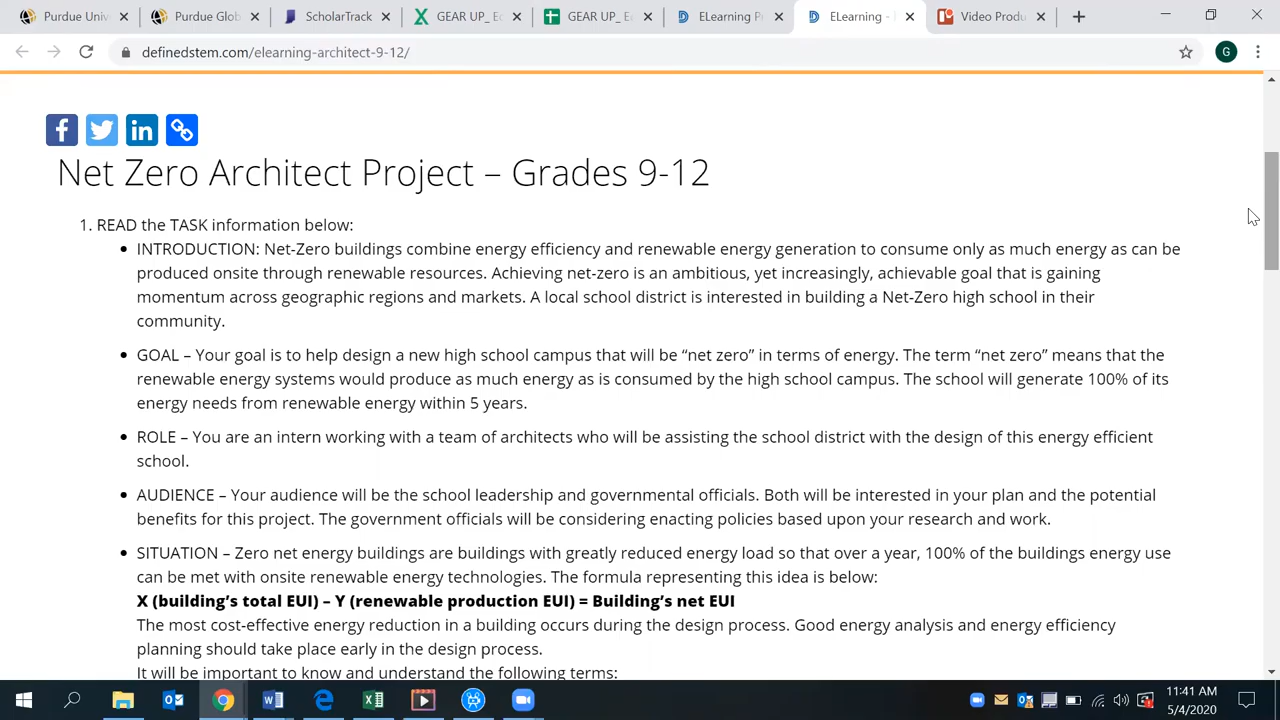 Purdue Univ
Purdue Glob
ScholarTrack
GEAR UP_ E
GEAR UP_ E
ELearning P
ELearning -
Video Produ
definedstem.com/elearning-architect-9-12/
G
Net Zero Architect Project – Grades 9-12
1. READ the TASK information below:
• INTRODUCTION: Net-Zero buildings combine energy efficiency and renewable energy generation to consume only as much energy as can be
produced onsite through renewable resources. Achieving net-zero is an ambitious, yet increasingly, achievable goal that is gaining
momentum across geographic regions and markets. A local school district is interested in building a Net-Zero high school in their
community.
• GOAL – Your goal is to help design a new high school campus that will be “net zero” in terms of energy. The term “net zero” means that the
renewable energy systems would produce as much energy as is consumed by the high school campus. The school will generate 100% of its
energy needs from renewable energy within 5 years.
• ROLE – You are an intern working with a team of architects who will be assisting the school district with the design of this energy efficient
school.
• AUDIENCE – Your audience will be the school leadership and governmental officials. Both will be interested in your plan and the potential
benefits for this project. The government officials will be considering enacting policies based upon your research and work.
• SITUATION – Zero net energy buildings are buildings with greatly reduced energy load so that over a year, 100% of the buildings energy use
can be met with onsite renewable energy technologies. The formula representing this idea is below:
X (building’s total EUI) – Y (renewable production EUI) = Building’s net EUI
The most cost-effective energy reduction in a building occurs during the design process. Good energy analysis and energy efficiency
planning should take place early in the design process.
It will be important to know and understand the following terms:
11:41 AM
5/4/2020